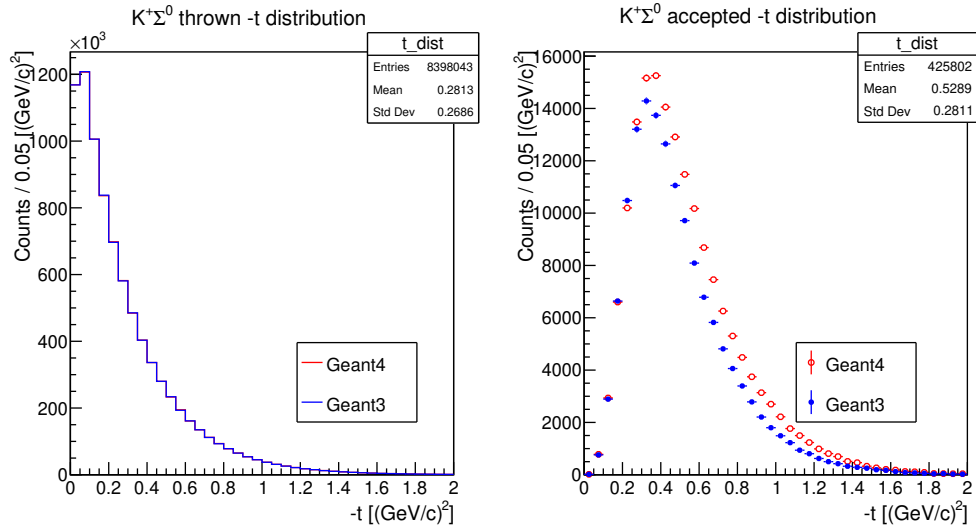 K⁺Σ⁰ thrown -t distribution
×10³
t_dist
Entries 8398043
Mean 0.2813
Std Dev 0.2686
Counts / 0.05 [(GeV/c)²]
1200
1000
800
600
400
200
0
Geant4
Geant3
0 0.2 0.4 0.6 0.8 1 1.2 1.4 1.6 1.8 2
-t [(GeV/c)²]
K⁺Σ⁰ accepted -t distribution
t_dist
Entries 425802
Mean 0.5289
Std Dev 0.2811
Counts / 0.05 [(GeV/c)²]
16000
14000
12000
10000
8000
6000
4000
2000
0
Geant4
Geant3
0 0.2 0.4 0.6 0.8 1 1.2 1.4 1.6 1.8 2
-t [(GeV/c)²]